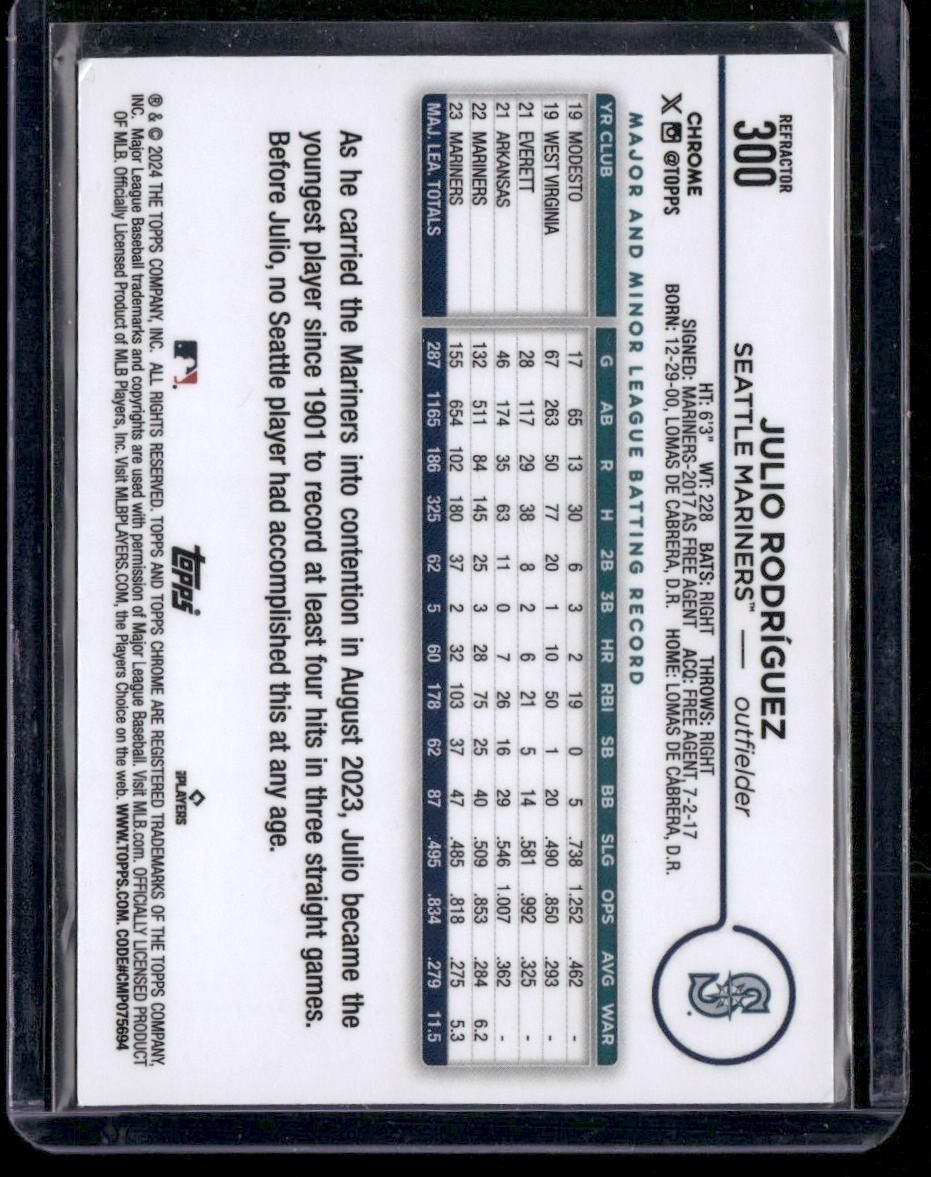 REFRACTOR
300
JULIO RODRÍGUEZ
SEATTLE MARINERS™ — outfielder
CHROME
@TOPPS
HT: 6'3" WT: 228 BATS: RIGHT THROWS: RIGHT
SIGNED: MARINERS-2017 AS FREE AGENT ACQ: FREE AGENT 7-2-17
BORN: 12-29-00, LOMAS DE CABRERA, D.R. HOME: LOMAS DE CABRERA, D.R.
S
MAJOR AND MINOR LEAGUE BATTING RECORD
YR CLUB G AB R H 2B 3B HR RBI SB BB SLG OPS AVG WAR
19 MODESTO 17 65 13 30 6 3 2 19 0 5 .738 1.252 .462 -
19 WEST VIRGINIA 67 263 50 77 20 1 10 50 1 20 .490 .850 .293 -
21 EVERETT 28 117 29 38 8 2 6 21 5 14 .581 .992 .325 -
21 ARKANSAS 46 174 35 63 11 0 7 26 16 29 .546 1.007 .362 -
22 MARINERS 132 511 84 145 25 3 28 75 25 40 .509 .853 .284 6.2
23 MARINERS 155 654 102 180 37 2 32 103 37 47 .485 .818 .275 5.3
MAJ. LEA. TOTALS 287 1165 186 325 62 5 60 178 62 87 .495 .834 .279 11.5
As he carried the Mariners into contention in August 2023, Julio became the
youngest player since 1901 to record at least four hits in three straight games.
Before Julio, no Seattle player had accomplished this at any age.
topps
PLAYERS
® & © 2024 THE TOPPS COMPANY, INC. ALL RIGHTS RESERVED. TOPPS AND TOPPS CHROME ARE REGISTERED TRADEMARKS OF THE TOPPS COMPANY,
INC. Major League Baseball trademarks and copyrights are used with permission of Major League Baseball. Visit MLB.com. OFFICIALLY LICENSED PRODUCT
OF MLB. Officially Licensed Product of MLB Players, Inc. Visit MLBPLAYERS.COM, the Players Choice on the web. WWW.TOPPS.COM. CODE#CMP075694